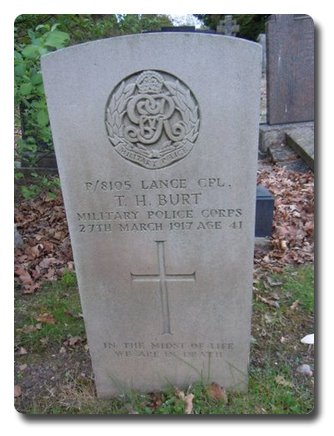 MILITARY POLICE
P/8195 LANCE CPL.
T. H. BURT
MILITARY POLICE CORPS
27TH MARCH 1917 AGE 41
IN THE MIDST OF LIFE
WE ARE IN DEATH